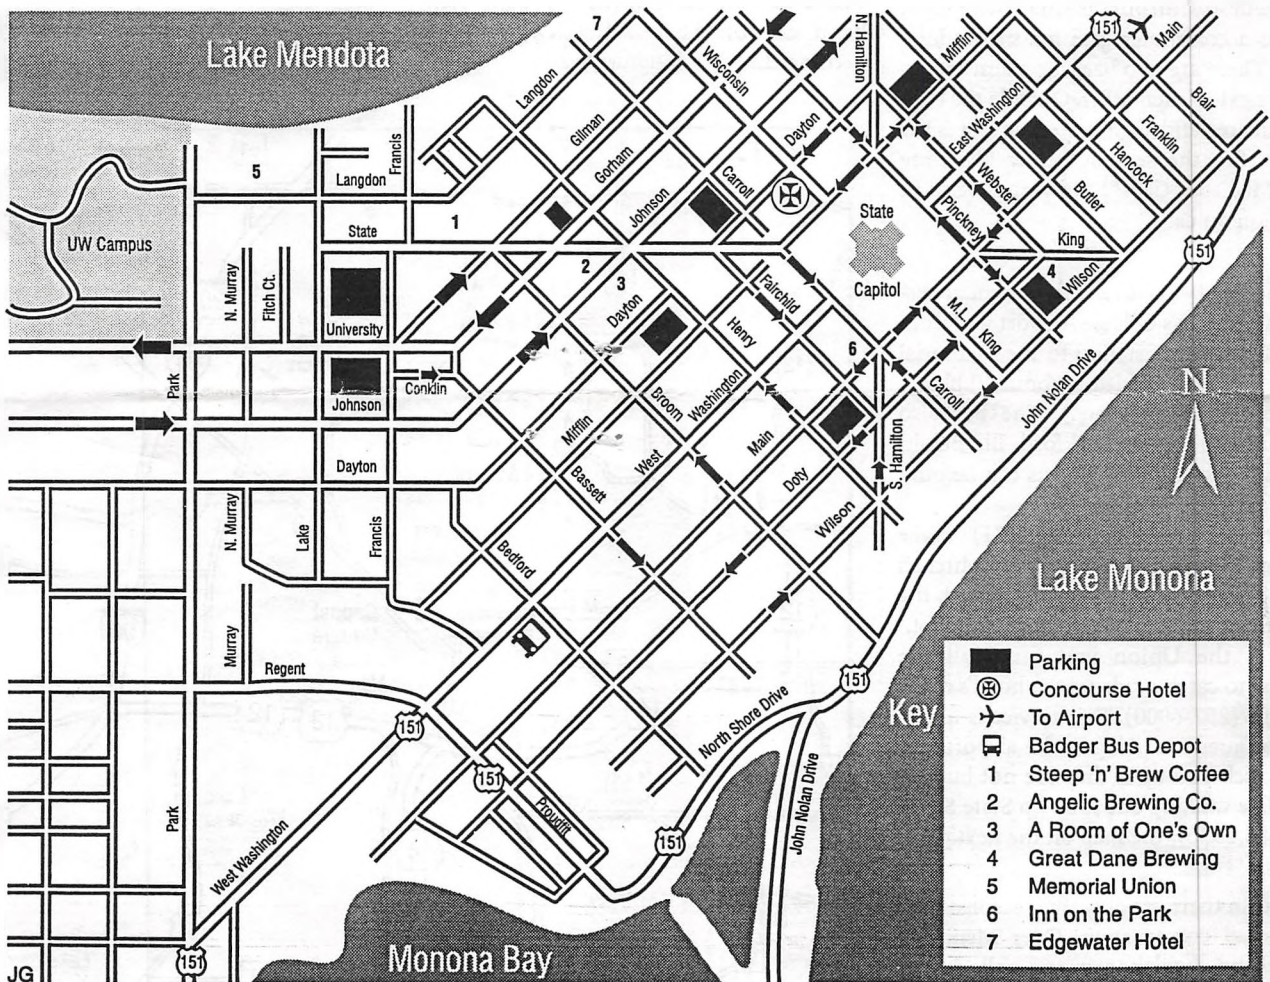 7
Lake Mendota
N. Hamilton
151
Main
Mifflin
Wisconsin
Langdon
Gilman
Gorham
Dayton
East Washington
Blair
Franklin
Hancock
Butler
Webster
Pinckney
King
Francis
5
Langdon
1
State
Johnson
Carroll
State
Capitol
UW Campus
N. Murray
Fitch Ct.
University
2
3
Dayton
Fairchild
Henry
4
Wilson
151
M.L. King
6
Carroll
John Nolan Drive
N
Park
Johnson
Conklin
Broom
Washington
Mifflin
West
Main
Doty
Wilson
S. Hamilton
Dayton
Bassett
N. Murray
Lake
Francis
Bedford
Lake Monona
Murray
Regent
151
151
151
North Shore Drive
John Nolan Drive
Proudfit
151
Park
West Washington
151
Monona Bay
JG
Key
Parking
Concourse Hotel
To Airport
Badger Bus Depot
1 Steep 'n' Brew Coffee
2 Angelic Brewing Co.
3 A Room of One's Own
4 Great Dane Brewing
5 Memorial Union
6 Inn on the Park
7 Edgewater Hotel